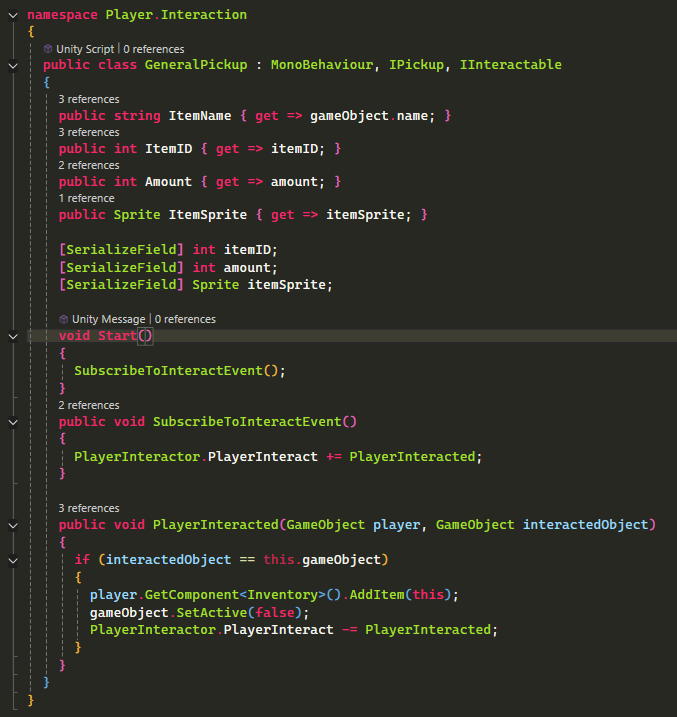 namespace Player.Interaction
{
Unity Script | 0 references
public class GeneralPickup : MonoBehaviour, IPickup, IInteractable
{
3 references
public string ItemName { get => gameObject.name; }
3 references
public int ItemID { get => itemID; }
2 references
public int Amount { get => amount; }
1 reference
public Sprite ItemSprite { get => itemSprite; }
[SerializeField] int itemID;
[SerializeField] int amount;
[SerializeField] Sprite itemSprite;
Unity Message | 0 references
void Start()
{
SubscribeToInteractEvent();
}
2 references
public void SubscribeToInteractEvent()
{
PlayerInteractor.PlayerInteract += PlayerInteracted;
}
3 references
public void PlayerInteracted(GameObject player, GameObject interactedObject)
{
if (interactedObject == this.gameObject)
{
player.GetComponent<Inventory>().AddItem(this);
gameObject.SetActive(false);
PlayerInteractor.PlayerInteract -= PlayerInteracted;
}
}
}
}